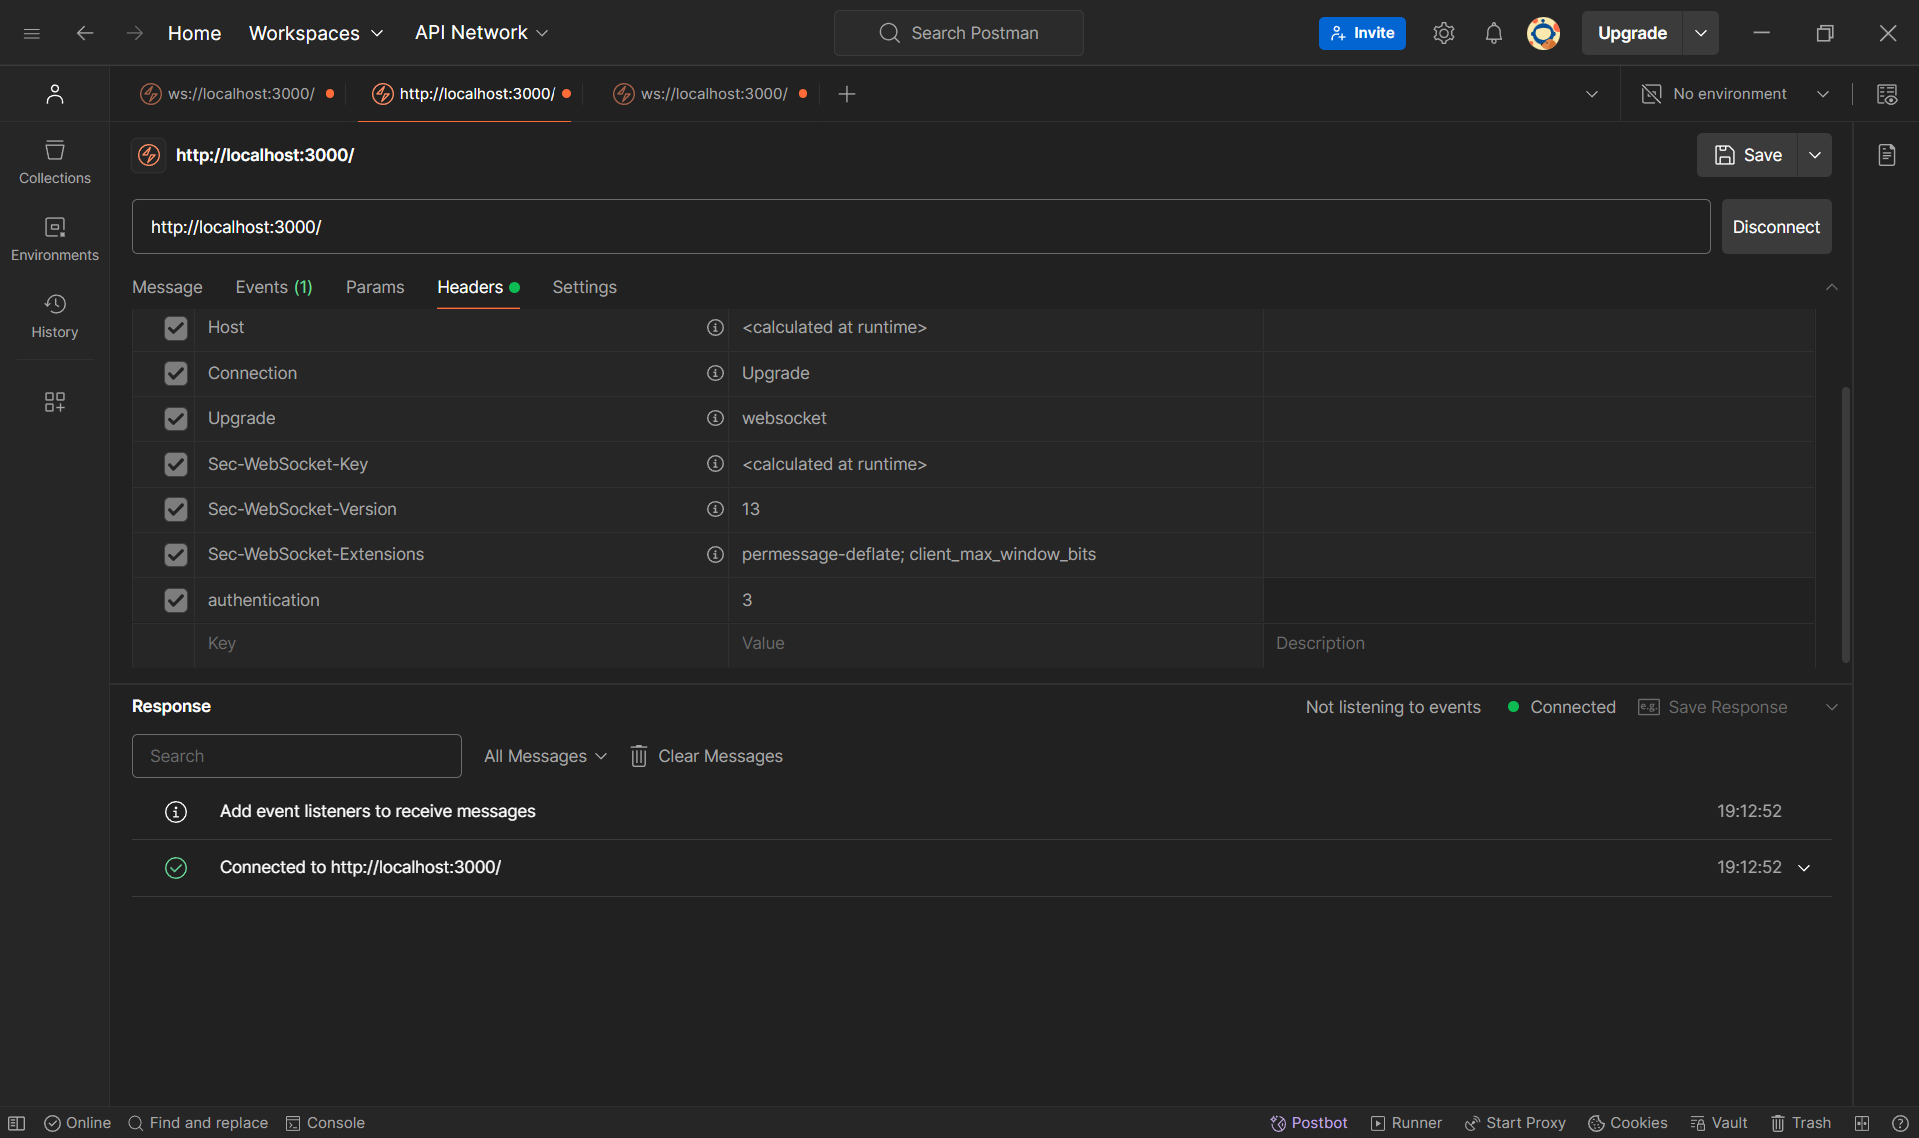 Home Workspaces API Network Search Postman Invite Upgrade
ws://localhost:3000/ http://localhost:3000/ ws://localhost:3000/ No environment
http://localhost:3000/ Save
Collections
http://localhost:3000/ Disconnect
Environments
Message Events (1) Params Headers Settings
History
Host <calculated at runtime>
Connection Upgrade
Upgrade websocket
Sec-WebSocket-Key <calculated at runtime>
Sec-WebSocket-Version 13
Sec-WebSocket-Extensions permessage-deflate; client_max_window_bits
authentication 3
Key Value Description
Response Not listening to events Connected e.g. Save Response
Search All Messages Clear Messages
Add event listeners to receive messages 19:12:52
Connected to http://localhost:3000/ 19:12:52
Online Find and replace Console Postbot Runner Start Proxy Cookies Vault Trash